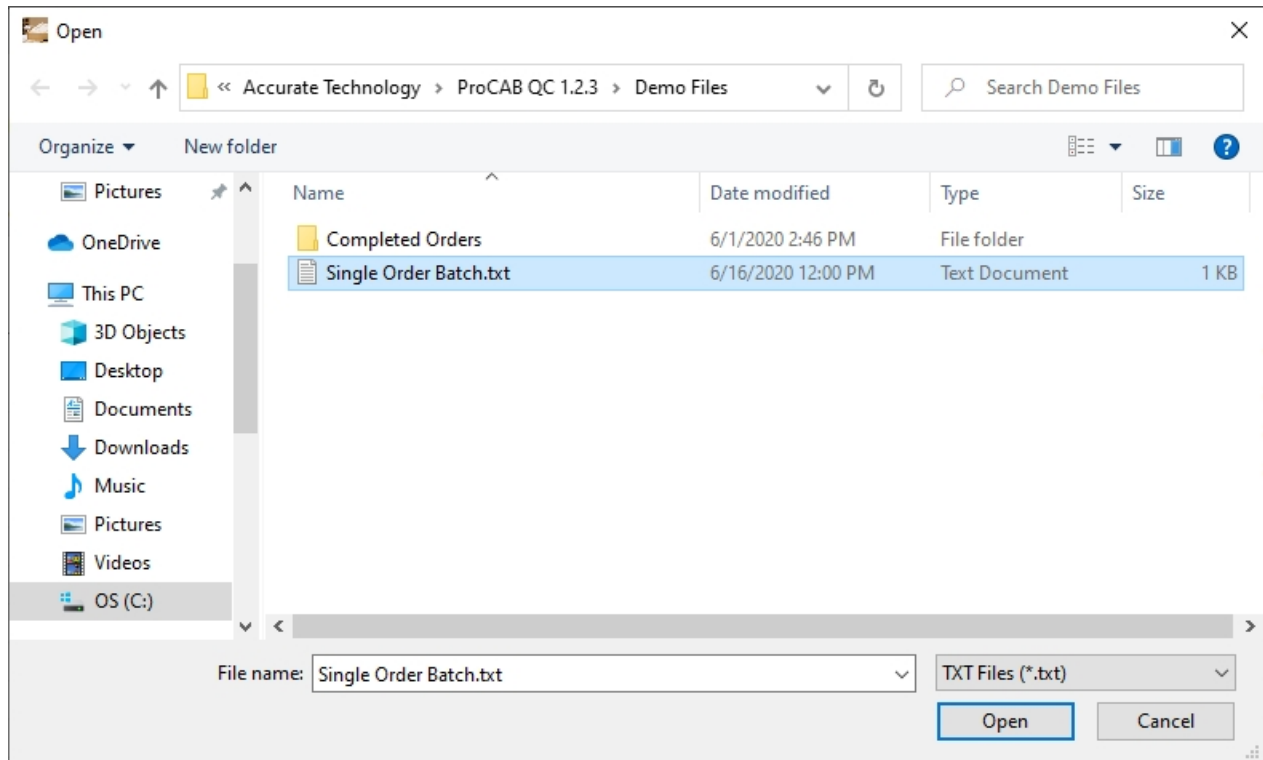 Open
« Accurate Technology › ProCAB QC 1.2.3 › Demo Files
Search Demo Files
Organize
New folder
?
Name
Date modified
Type
Size
Pictures
OneDrive
This PC
3D Objects
Desktop
Documents
Downloads
Music
Pictures
Videos
OS (C:)
Completed Orders 6/1/2020 2:46 PM File folder
Single Order Batch.txt 6/16/2020 12:00 PM Text Document 1 KB
File name: Single Order Batch.txt TXT Files (*.txt)
Open Cancel